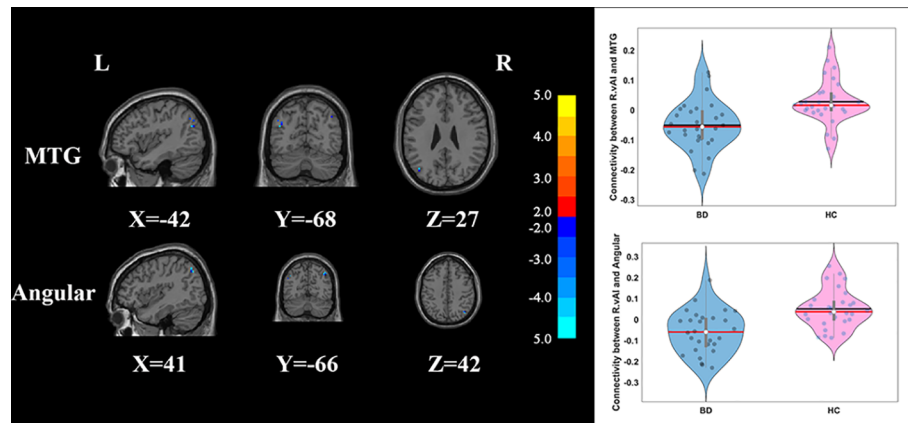 L
R
MTG
X=-42
Y=-68
Z=27
Angular
X=41
Y=-66
Z=42
5.0
4.0
3.0
2.0
-2.0
-3.0
-4.0
5.0
Connectivity between R.vAI and MTG
0.2
0.1
0
-0.1
-0.2
-0.3
BD
HC
Connectivity between R.vAI and Angular
0.3
0.2
0.1
0
-0.1
-0.2
-0.3
BD
HC